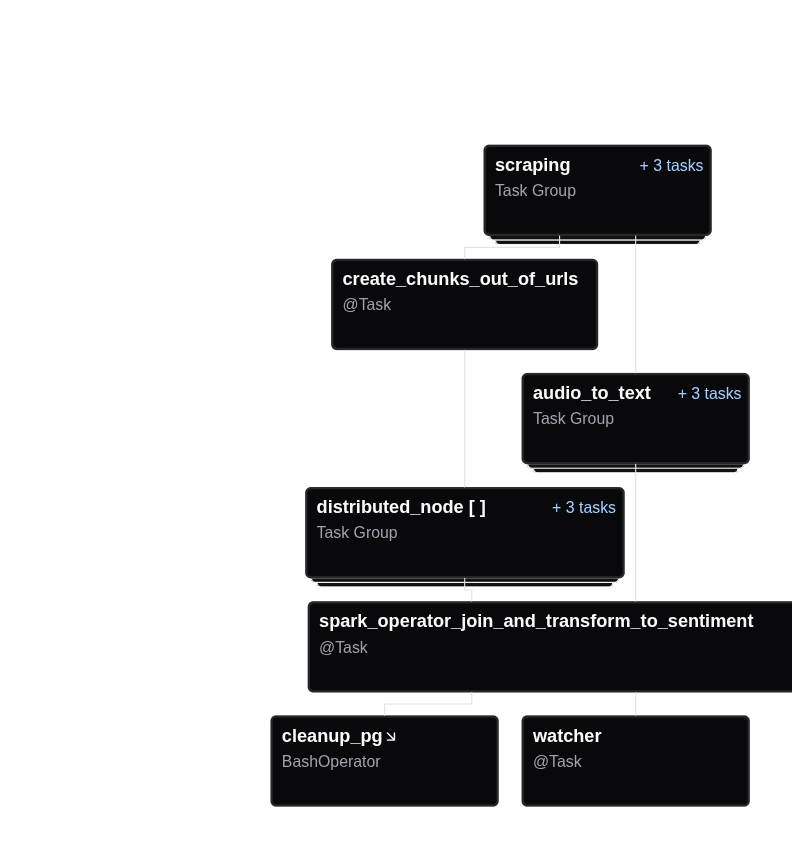 scraping + 3 tasks
Task Group
create_chunks_out_of_urls
@Task
audio_to_text + 3 tasks
Task Group
distributed_node [ ] + 3 tasks
Task Group
spark_operator_join_and_transform_to_sentiment
@Task
cleanup_pg
BashOperator
watcher
@Task